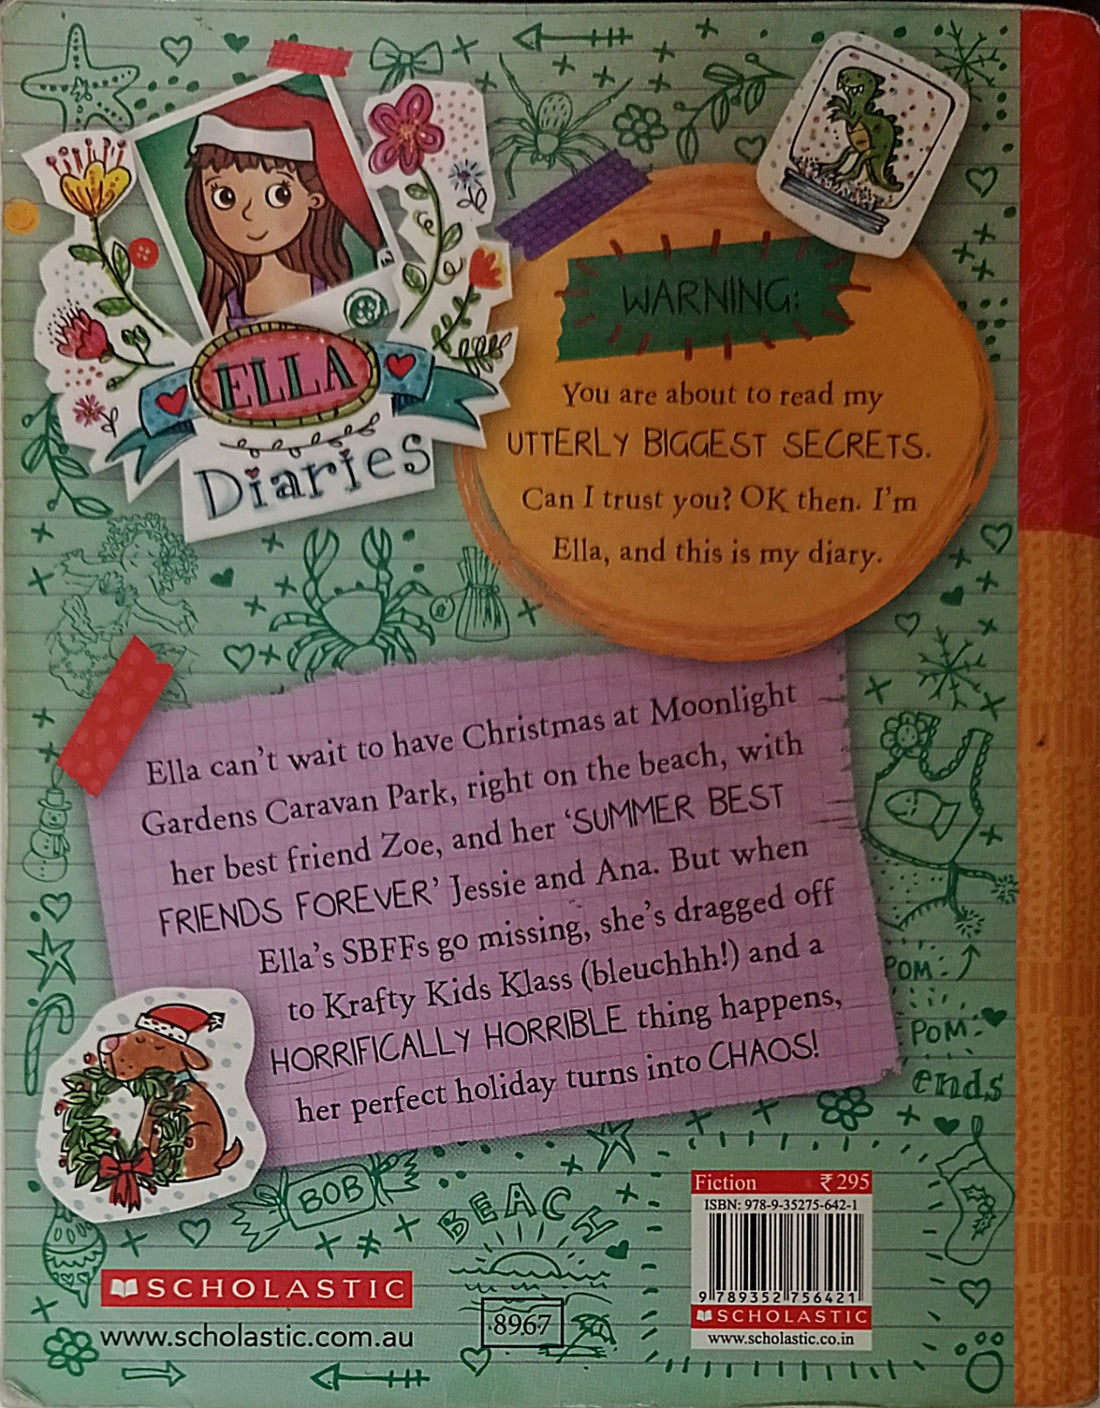 ELLA
Diaries
WARNING:
You are about to read my
UTTERLY BIGGEST SECRETS.
Can I trust you? OK then. I'm
Ella, and this is my diary.
Ella can't wait to have Christmas at Moonlight
Gardens Caravan Park, right on the beach, with
her best friend Zoe, and her 'SUMMER BEST
FRIENDS FOREVER' Jessie and Ana. But when
Ella's SBFFs go missing, she's dragged off
to Krafty Kids Klass (bleuchhh!) and a
HORRIFICALLY HORRIBLE thing happens,
her perfect holiday turns into CHAOS!
POM
POM
ends
BOB
BEACH
SCHOLASTIC
www.scholastic.com.au
8967
Fiction ₹295
ISBN: 978-9-35275-642-1
9 789352 756421
SCHOLASTIC
www.scholastic.co.in